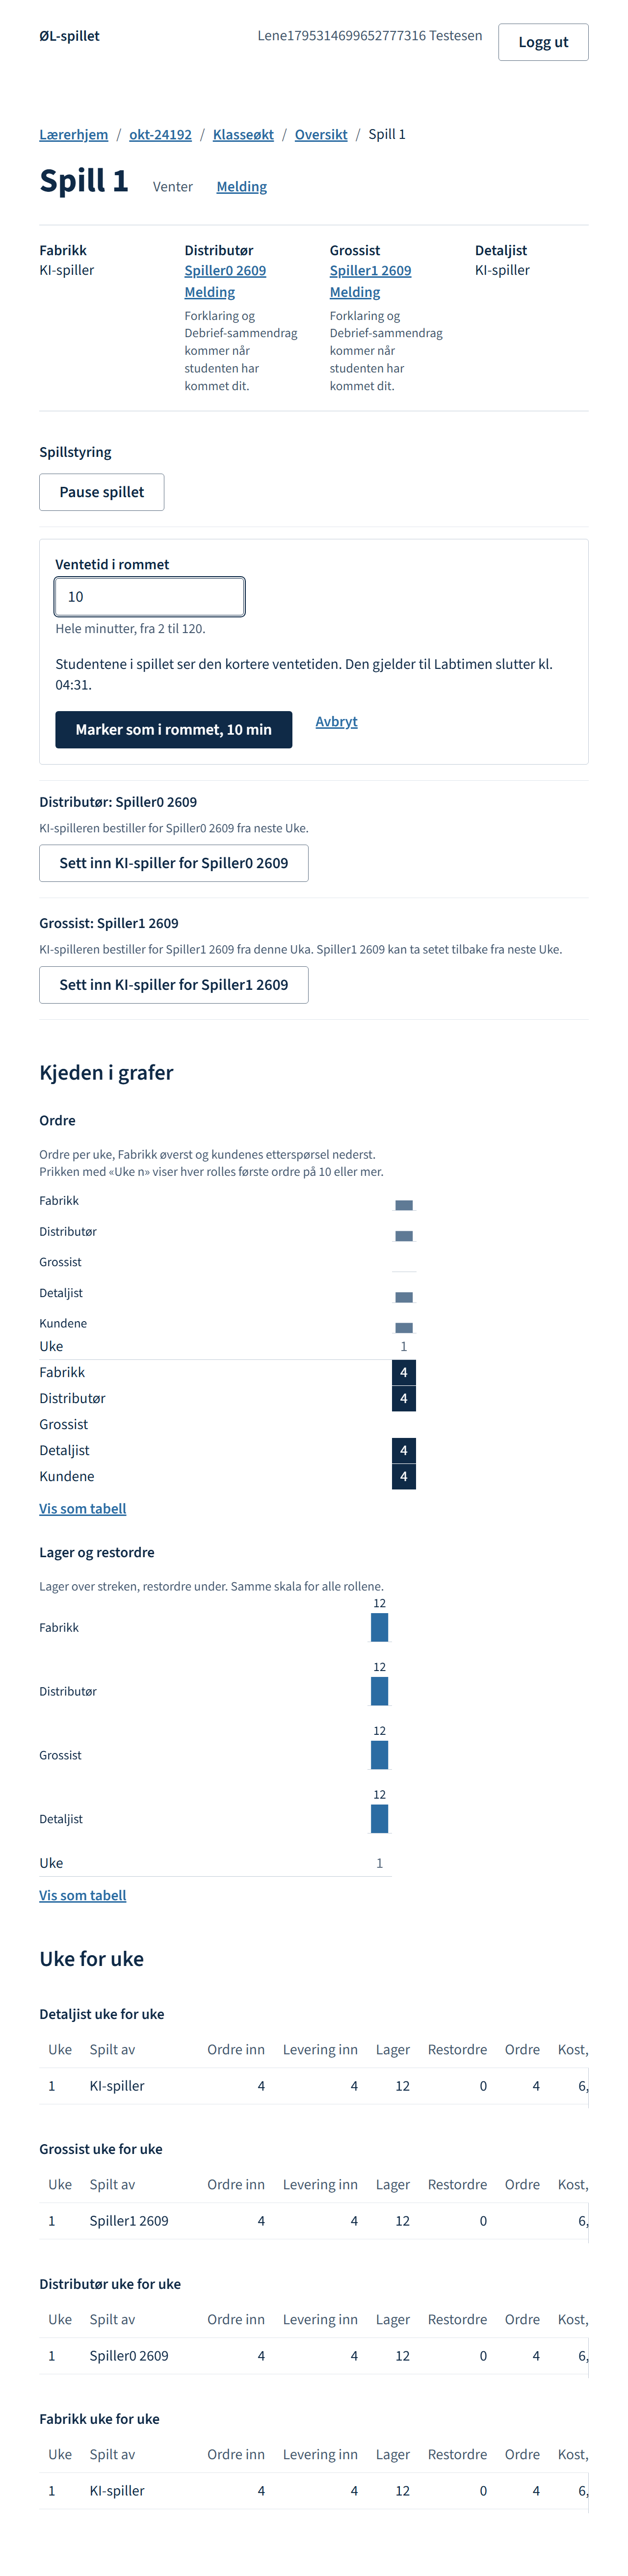 ØL-spillet
Lene1795314699652777316 Testesen
Logg ut
Lærerhjem / okt-24192 / Klasseøkt / Oversikt / Spill 1
Spill 1 Venter Melding
Fabrikk
KI-spiller
Distributør
Spiller0 2609
Melding
Forklaring og
Debrief-sammendrag
kommer når
studenten har
kommet dit.
Grossist
Spiller1 2609
Melding
Forklaring og
Debrief-sammendrag
kommer når
studenten har
kommet dit.
Detaljist
KI-spiller
Spillstyring
Pause spillet
Ventetid i rommet
10
Hele minutter, fra 2 til 120.
Studentene i spillet ser den kortere ventetiden. Den gjelder til Labtimen slutter kl.
04:31.
Marker som i rommet, 10 min
Avbryt
Distributør: Spiller0 2609
KI-spilleren bestiller for Spiller0 2609 fra neste Uke.
Sett inn KI-spiller for Spiller0 2609
Grossist: Spiller1 2609
KI-spilleren bestiller for Spiller1 2609 fra denne Uka. Spiller1 2609 kan ta setet tilbake fra neste Uke.
Sett inn KI-spiller for Spiller1 2609
Kjeden i grafer
Ordre
Ordre per uke, Fabrikk øverst og kundenes etterspørsel nederst.
Prikken med «Uke n» viser hver rolles første ordre på 10 eller mer.
Fabrikk
Distributør
Grossist
Detaljist
Kundene
Uke 1
Fabrikk 4
Distributør 4
Grossist
Detaljist 4
Kundene 4
Vis som tabell
Lager og restordre
Lager over streken, restordre under. Samme skala for alle rollene.
12
Fabrikk
12
Distributør
12
Grossist
12
Detaljist
Uke 1
Vis som tabell
Uke for uke
Detaljist uke for uke
Uke Spilt av Ordre inn Levering inn Lager Restordre Ordre Kost,
1 KI-spiller 4 4 12 0 4 6,
Grossist uke for uke
Uke Spilt av Ordre inn Levering inn Lager Restordre Ordre Kost,
1 Spiller1 2609 4 4 12 0 6,
Distributør uke for uke
Uke Spilt av Ordre inn Levering inn Lager Restordre Ordre Kost,
1 Spiller0 2609 4 4 12 0 4 6,
Fabrikk uke for uke
Uke Spilt av Ordre inn Levering inn Lager Restordre Ordre Kost,
1 KI-spiller 4 4 12 0 4 6,